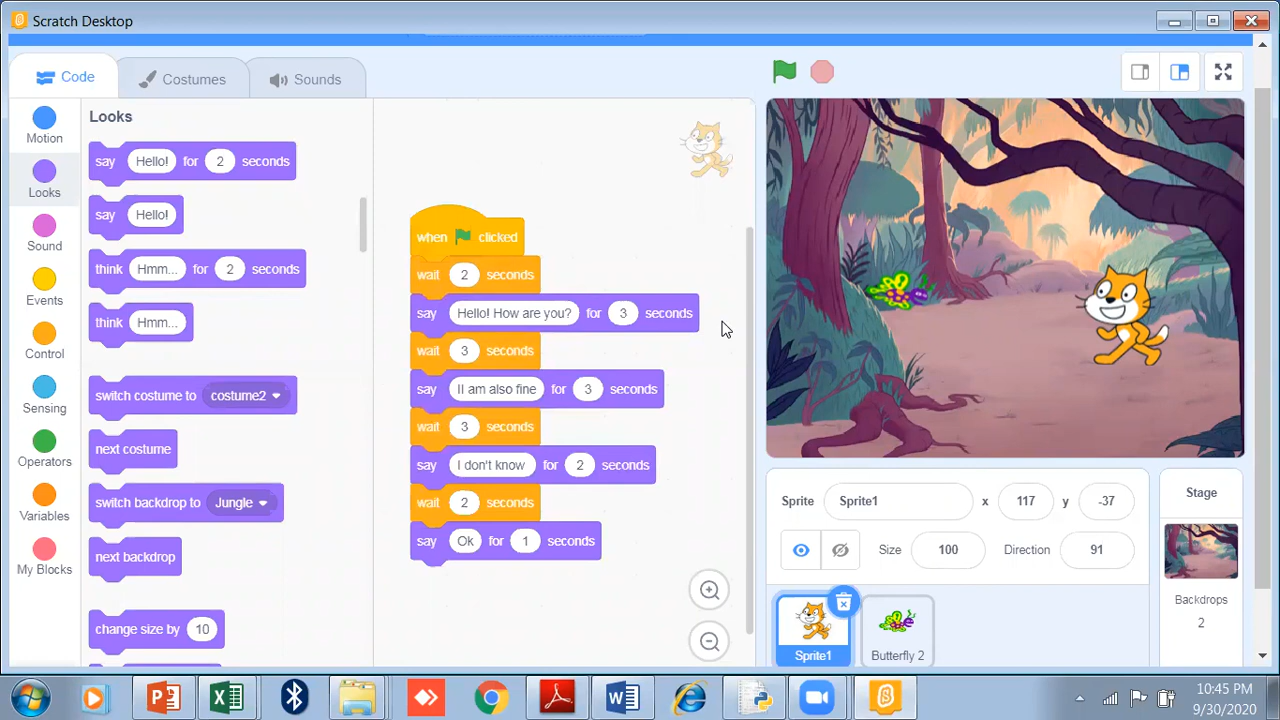 Scratch Desktop
Code
Costumes
Sounds
Motion
Looks
Sound
Events
Control
Sensing
Operators
Variables
My Blocks
Looks
say Hello! for 2 seconds
say Hello!
think Hmm... for 2 seconds
think Hmm...
switch costume to costume2
next costume
switch backdrop to Jungle
next backdrop
change size by 10
when clicked
wait 2 seconds
say Hello! How are you? for 3 seconds
wait 3 seconds
say II am also fine for 3 seconds
wait 3 seconds
say I don't know for 2 seconds
wait 2 seconds
say Ok for 1 seconds
Sprite Sprite1 x 117 y -37
Size 100 Direction 91
Sprite1
Butterfly 2
Stage
Backdrops
2
10:45 PM
9/30/2020